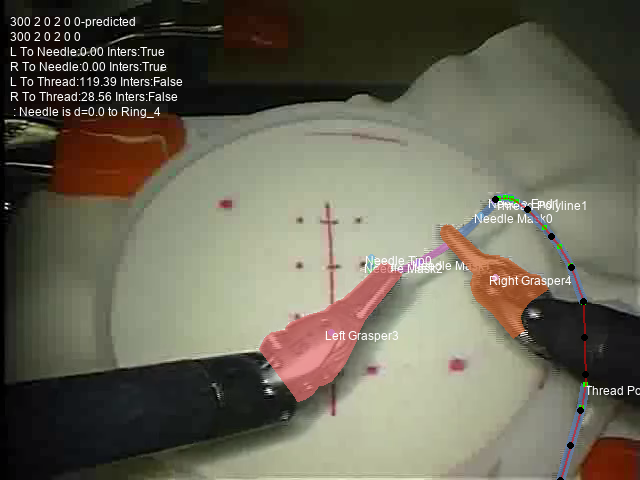 300 2 0 2 0 0-predicted
300 2 0 2 0 0
L To Needle:0.00 Inters:True
R To Needle:0.00 Inters:True
L To Thread:119.39 Inters:False
R To Thread:28.56 Inters:False
: Needle is d=0.0 to Ring_4
Polyline1
Needle Mask0
Needle Tip0
Needle Mask2
Right Grasper4
Left Grasper3
Thread Po